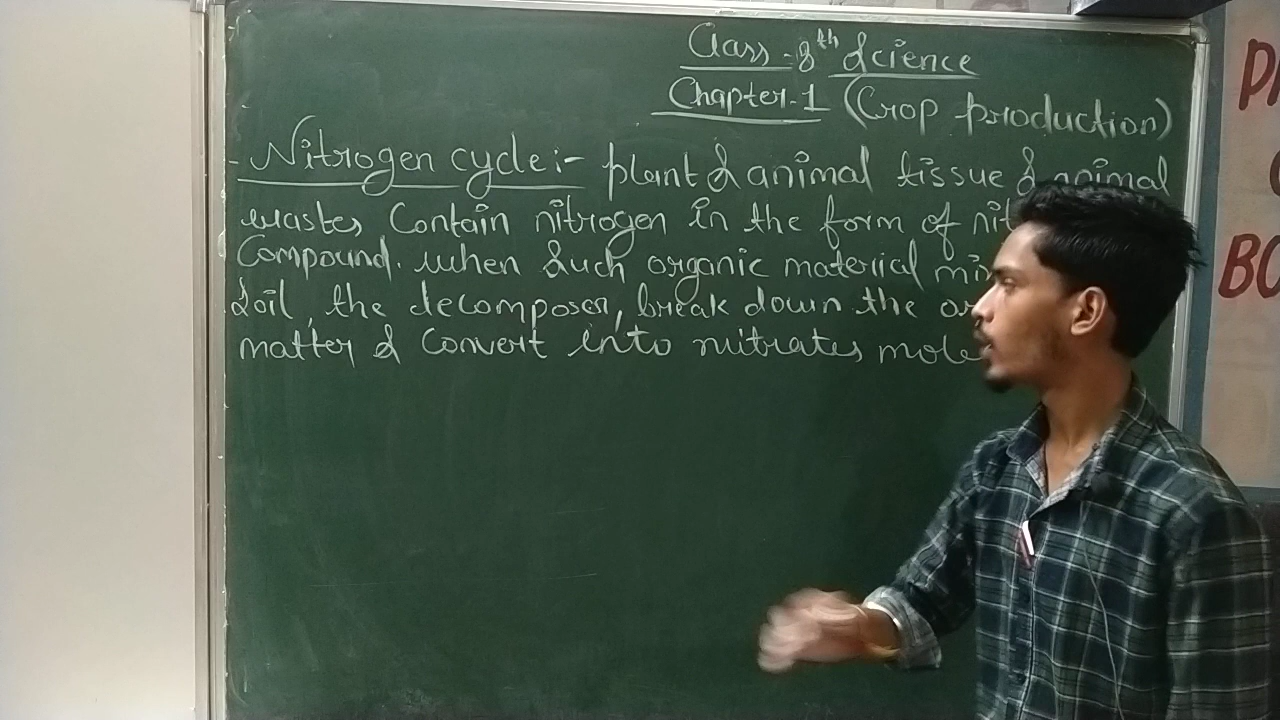 Class - 8th Science
Chapter-1 (Crop production)
- Nitrogen cycle:- plant & animal tissue & animal
wastes Contain nitrogen in the form of
Compound. when such organic material
Soil, the decomposer, break down the
matter & Convert into nitrates
BO